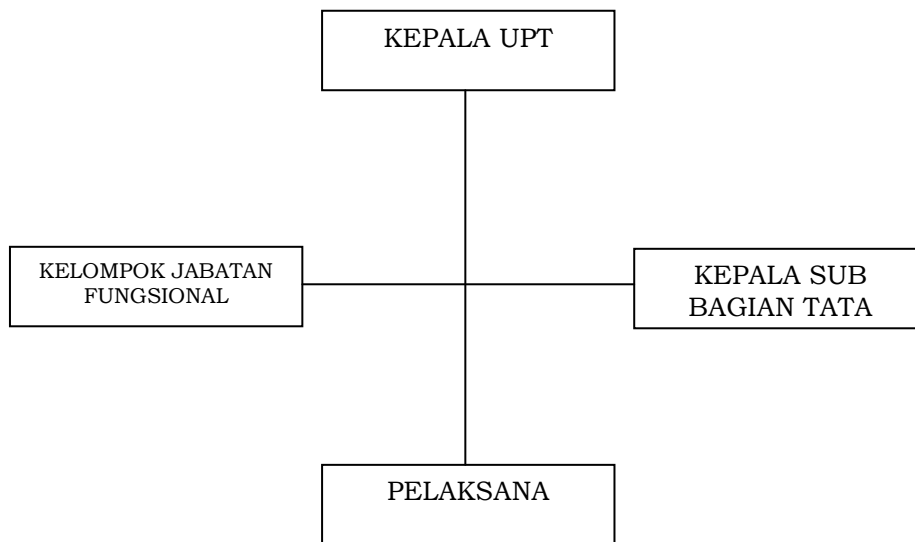 KEPALA UPT
KELOMPOK JABATAN
FUNGSIONAL
KEPALA SUB
BAGIAN TATA
PELAKSANA